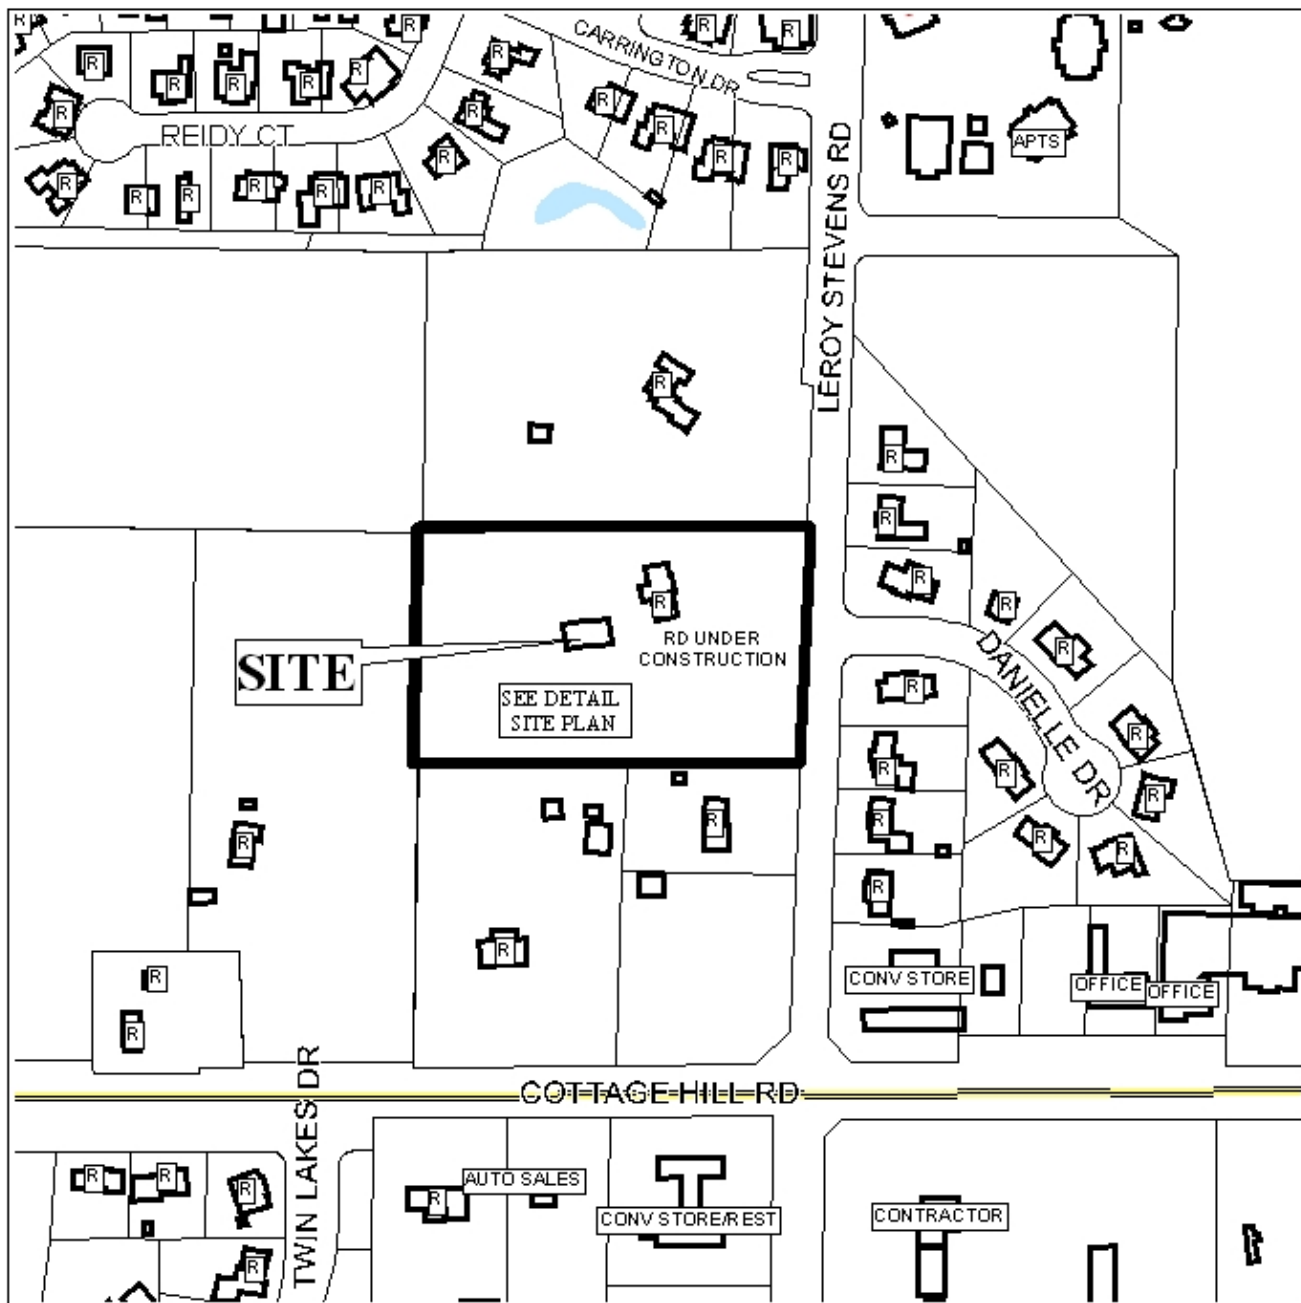 R
R
R
CARRINGTON DR
R
R
R
R
R
R
R
R
R
R
R
R
REIDY CT
R
APTS
R
R
R
R
R
R
R
R
R
R
LEROY STEVENS RD
R
R
R
R
R
R
RD UNDER
CONSTRUCTION
SITE
R
DANIELLE DR
SEE DETAIL
SITE PLAN
R
R
R
R
R
R
R
R
R
R
R
R
R
CONV STORE
OFFICE
OFFICE
R
R
COTTAGE HILL RD
TWIN LAKES DR
R
R
R
R
AUTO SALES
CONV STORE/REST
CONTRACTOR
R